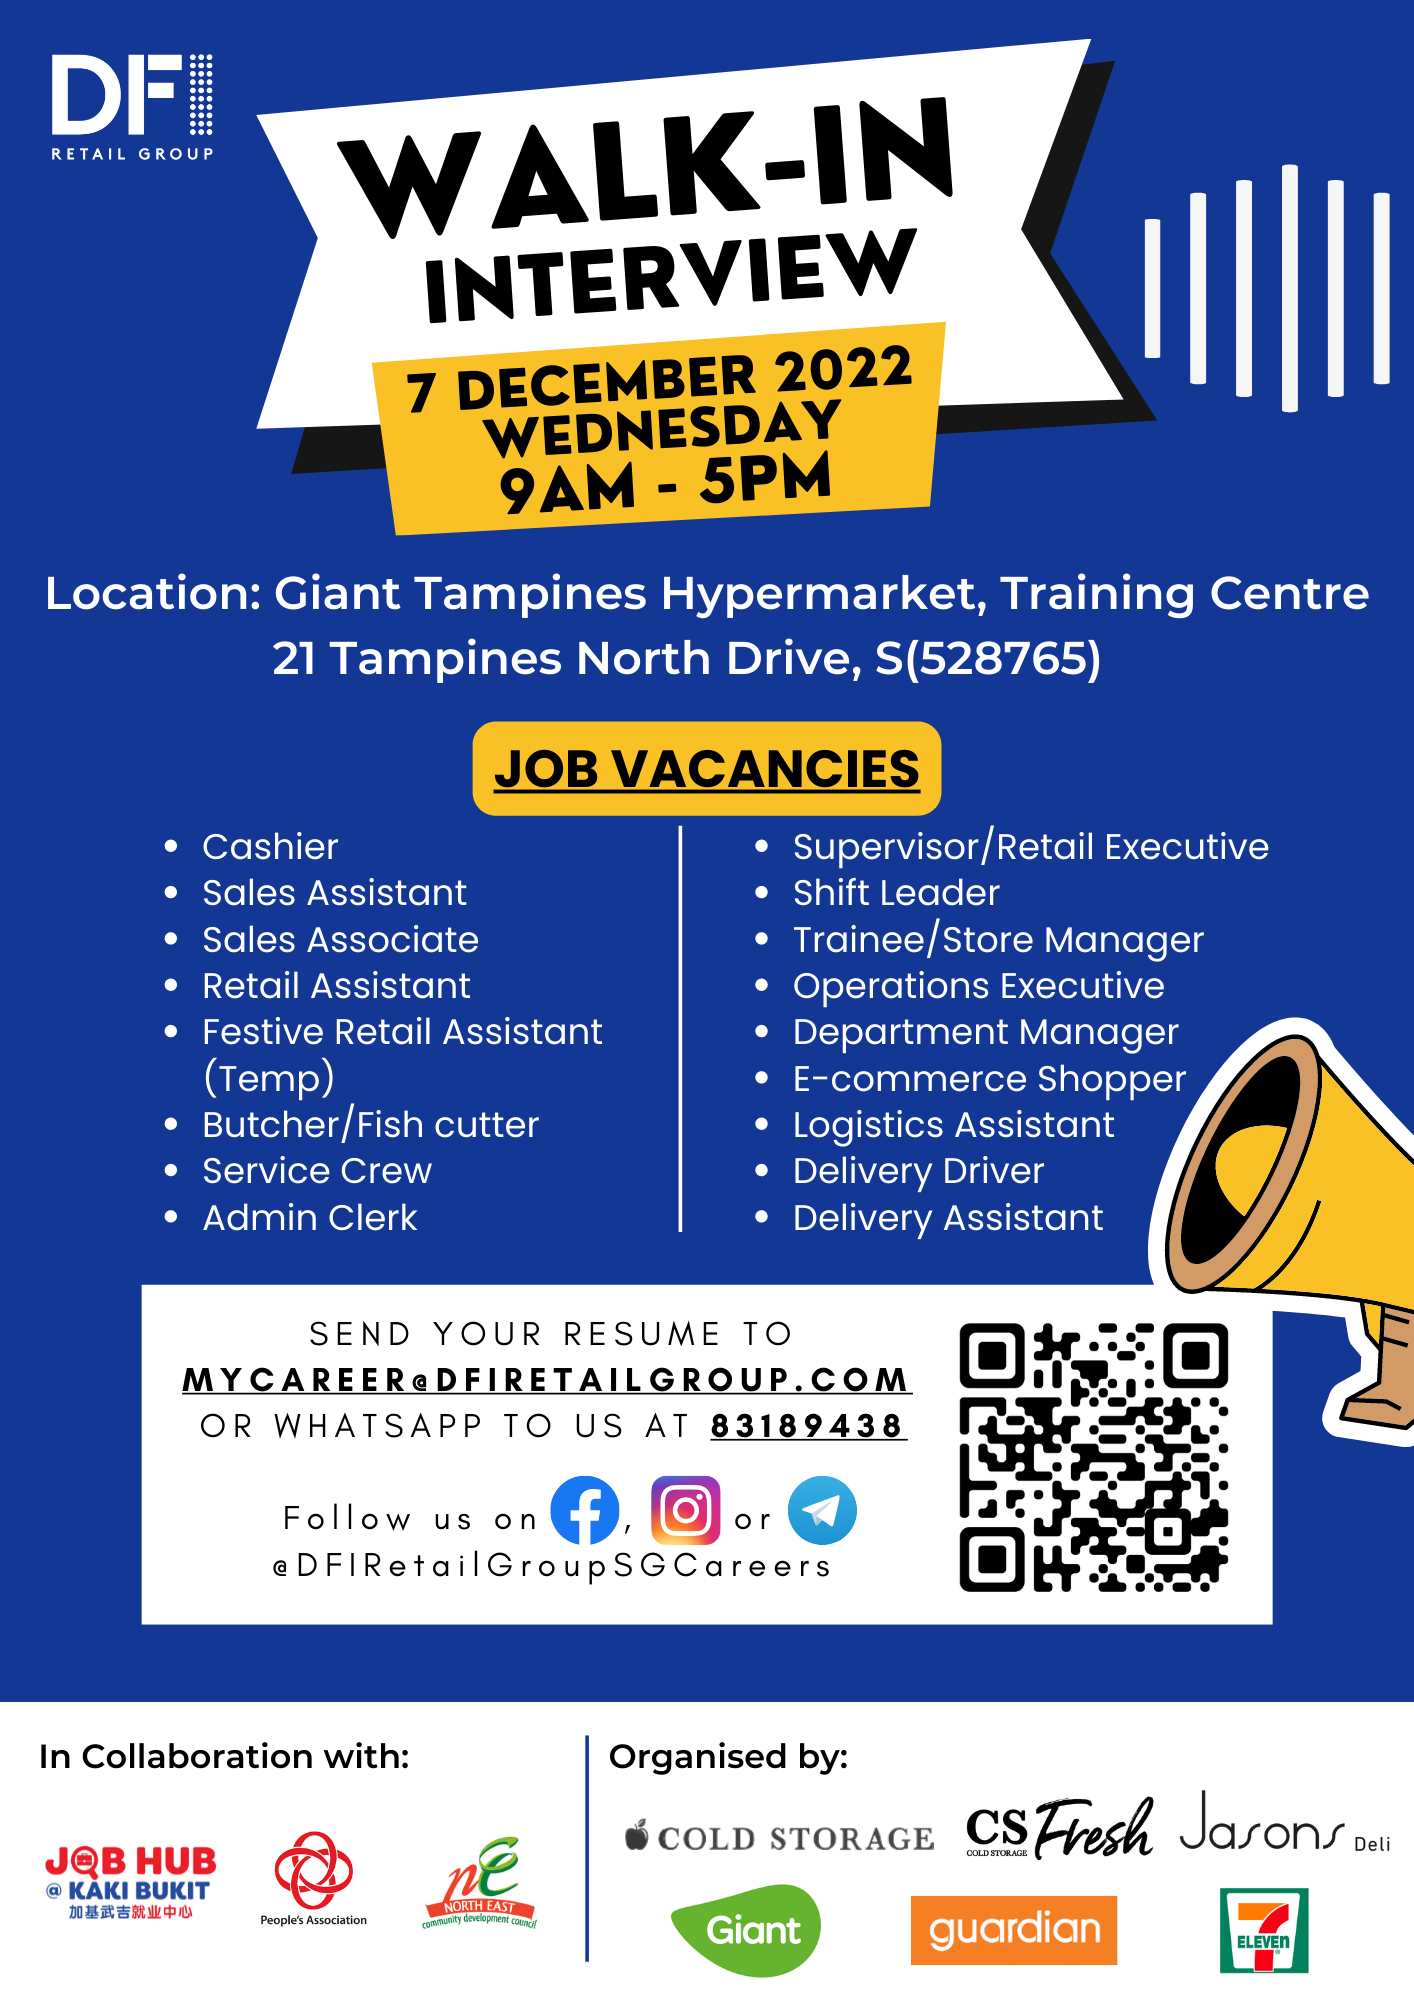 DFI
RETAIL GROUP
WALK-IN
INTERVIEW
7 DECEMBER 2022
WEDNESDAY
9AM - 5PM
Location: Giant Tampines Hypermarket, Training Centre
21 Tampines North Drive, S(528765)
JOB VACANCIES
• Cashier
• Sales Assistant
• Sales Associate
• Retail Assistant
• Festive Retail Assistant
(Temp)
• Butcher/Fish cutter
• Service Crew
• Admin Clerk
• Supervisor/Retail Executive
• Shift Leader
• Trainee/Store Manager
• Operations Executive
• Department Manager
• E-commerce Shopper
• Logistics Assistant
• Delivery Driver
• Delivery Assistant
SEND YOUR RESUME TO
MYCAREER@DFIRETAILGROUP.COM
OR WHATSAPP TO US AT 83189438
Follow us on , or
@DFIRetailGroupSGCareers
In Collaboration with:
JOB HUB
@ KAKI BUKIT
加基武吉就业中心
People's Association
NE
NORTH EAST
community development council
Organised by:
COLD STORAGE
CS Fresh
COLD STORAGE
Jasons Deli
Giant
guardian
7
ELEVEn
®